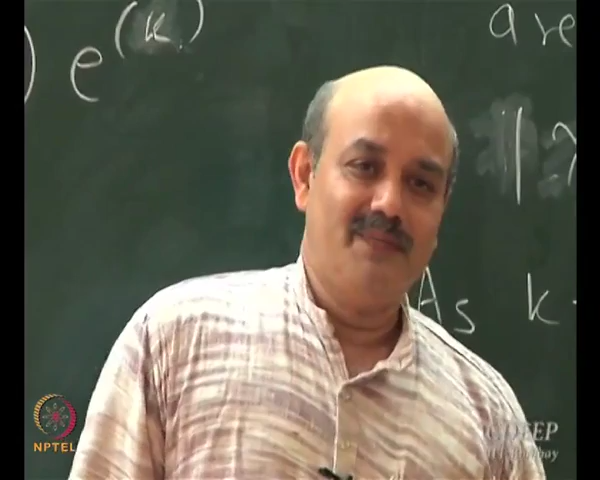 ) e^(k)
are
|x
As k
NPTEL
CDEEP
IIT Bombay